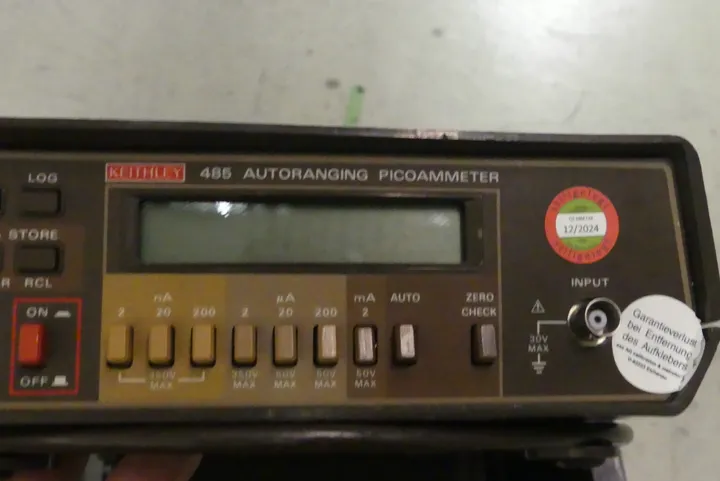 LOG
KEITHLEY 485 AUTORANGING PICOAMMETER
STORE
R RCL
ON
OFF
nA µA mA AUTO ZERO CHECK
2 20 200 2 20 200 2
350V MAX 350V MAX 50V MAX 50V MAX 50V MAX
12/2024
INPUT
30V MAX
Garantieverlust
bei Entfernung
des Aufklebers